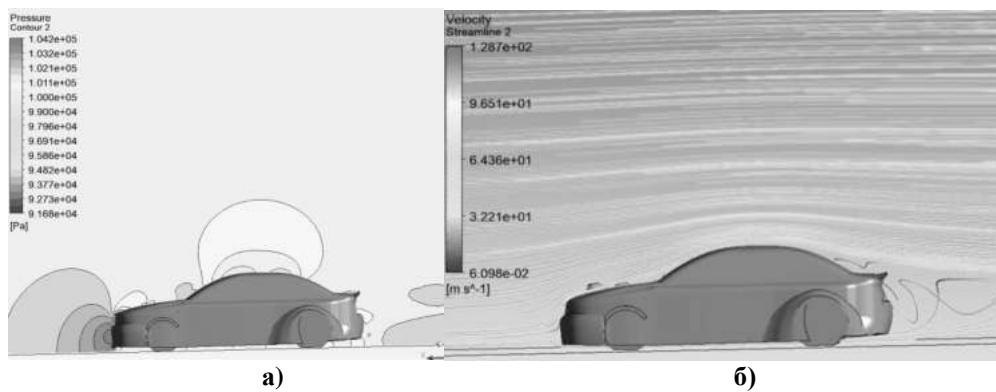 Pressure
Contour 2
1.042e+05
1.032e+05
1.021e+05
1.011e+05
1.000e+05
9.900e+04
9.796e+04
9.691e+04
9.586e+04
9.482e+04
9.377e+04
9.273e+04
9.168e+04
[Pa]
Velocity
Streamline 2
1.287e+02
9.651e+01
6.436e+01
3.221e+01
6.098e-02
[m s^-1]
а)
б)